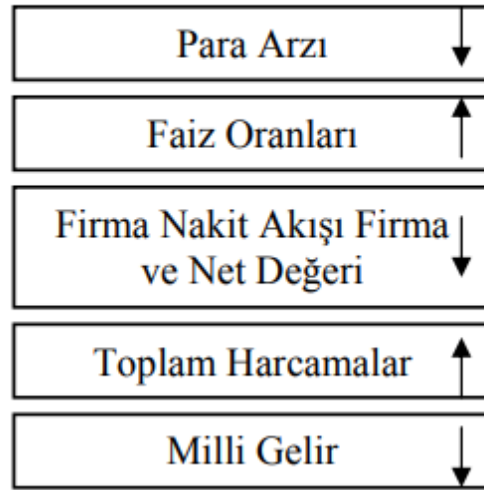 Para Arzı
Faiz Oranları
Firma Nakit Akışı Firma
ve Net Değeri
Toplam Harcamalar
Milli Gelir